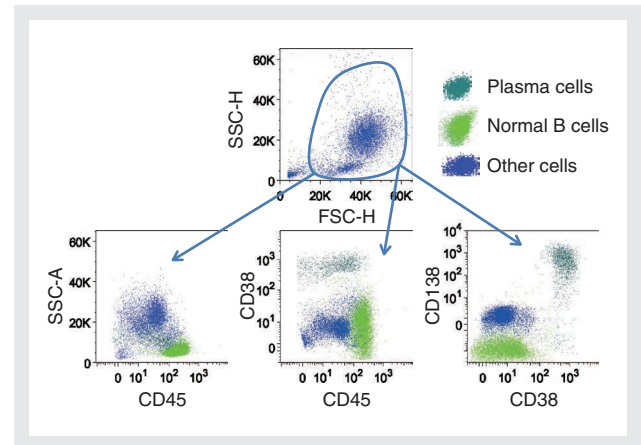 60K
40K
20K
0
SSC-H
0 20K 40K 60K
FSC-H
Plasma cells
Normal B cells
Other cells
60K
40K
20K
0
SSC-A
0 10¹ 10² 10³
CD45
10³
10²
10¹
0
CD38
0 10¹ 10² 10³
CD45
10⁴
10³
10²
10¹
0
CD138
0 10¹ 10² 10³ 10⁴
CD38